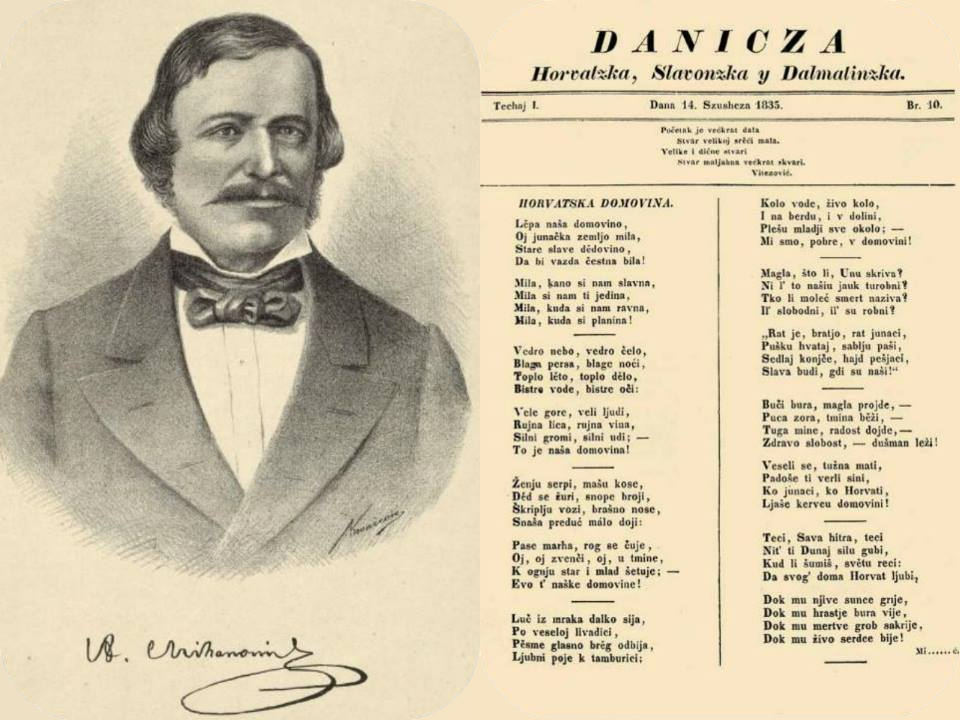 A. Mihanović
DANICZA
Horvatzka, Slavonzka y Dalmatinzka.
Techaj I. Dana 14. Szushcza 1835. Br. 10.
Početak je većkrat data
Stvar velikoj srěći mala.
Velike i dične stvari
Stvar maljahna većkrat skvari.
Vitezović.
HORVATSKA DOMOVINA.
Lěpa naša domovino,
Oj junačka zemljo mila,
Stare slave dědovino,
Da bi vazda čestna bila!
Mila, kano si nam slavna,
Mila si nam ti jedina,
Mila, kuda si nam ravna,
Mila, kuda si planina!
Vedro nebo, vedro čelo,
Blaga persa, blage noći,
Toplo lěto, toplo dělo,
Bistre vode, bistre oči:
Vele gore, veli ljudi,
Rujna lica, rujna vina,
Silni gromi, silni udi; —
To je naša domovina!
Ženju serpi, mašu kose,
Děd se žuri, snope broji,
Škriplju vozi, brašno nose,
Snaša preduć málo doji:
Pase marha, rog se čuje,
Oj, oj zvenči, oj, u tmine,
K ognju star i mlad šetuje; —
Evo t' naške domovine!
Luč iz mraka dalko sija,
Po veseloj livadici,
Pěsme glasno brěg odbija,
Ljubni poje k tamburici;
Kolo vode, živo kolo,
I na berdu, i v dolini,
Plešu mladji sve okolo; —
Mi smo, pobre, v domovini!
Magla, što li, Unu skriva?
Ni l' to našiu jauk turobni?
Tko li moleć smert naziva?
Il' slobodni, il' su robni?
„Rat je, bratjo, rat junaci,
Pušku hvataj, sablju paši,
Sedlaj konjče, hajd pešjaci,
Slava budi, gdi su naši!“
Buči bura, magla projde, —
Puca zora, tmina běži, —
Tuga mine, radost dojde, —
Zdravo slobost, — dušman leži!
Veseli se, tužna mati,
Padoše ti verli sini,
Ko junaci, ko Horvati,
Ljaše kervcu domovini!
Teci, Sava hitra, teci
Nit' ti Dunaj silu gubi,
Kud li šumiš, světu reci:
Da svog' doma Horvat ljubi,
Dok mu njive sunce grije,
Dok mu hrastje bura vije,
Dok mu mertve grob sakrije,
Dok mu živo serdce bije!
Mi......ć.